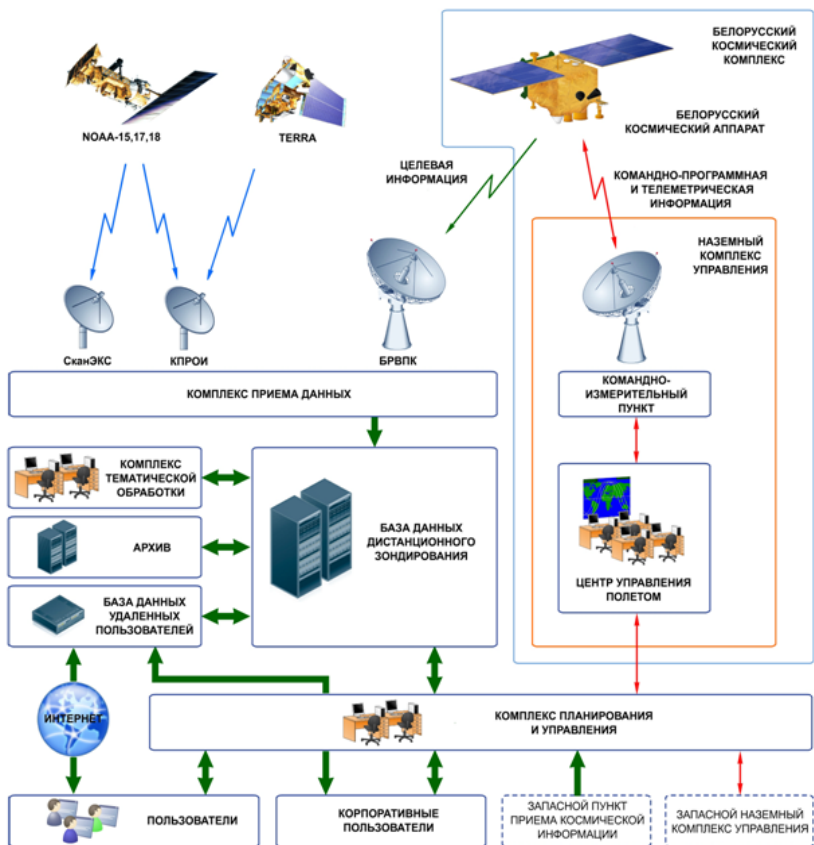 БЕЛОРУССКИЙ
КОСМИЧЕСКИЙ
КОМПЛЕКС
БЕЛОРУССКИЙ
КОСМИЧЕСКИЙ АППАРАТ
NOAA-15,17,18
TERRA
ЦЕЛЕВАЯ
ИНФОРМАЦИЯ
КОМАНДНО-ПРОГРАММНАЯ
И ТЕЛЕМЕТРИЧЕСКАЯ
ИНФОРМАЦИЯ
НАЗЕМНЫЙ
КОМПЛЕКС
УПРАВЛЕНИЯ
СканЭКС
КПРОИ
БРВПК
КОМПЛЕКС ПРИЕМА ДАННЫХ
КОМАНДНО-
ИЗМЕРИТЕЛЬНЫЙ
ПУНКТ
КОМПЛЕКС
ТЕМАТИЧЕСКОЙ
ОБРАБОТКИ
АРХИВ
БАЗА ДАННЫХ
УДАЛЕННЫХ
ПОЛЬЗОВАТЕЛЕЙ
БАЗА ДАННЫХ
ДИСТАНЦИОННОГО
ЗОНДИРОВАНИЯ
ЦЕНТР УПРАВЛЕНИЯ
ПОЛЕТОМ
ИНТЕРНЕТ
КОМПЛЕКС ПЛАНИРОВАНИЯ
И УПРАВЛЕНИЯ
ПОЛЬЗОВАТЕЛИ
КОРПОРАТИВНЫЕ
ПОЛЬЗОВАТЕЛИ
ЗАПАСНОЙ ПУНКТ
ПРИЕМА КОСМИЧЕСКОЙ
ИНФОРМАЦИИ
ЗАПАСНОЙ НАЗЕМНЫЙ
КОМПЛЕКС УПРАВЛЕНИЯ